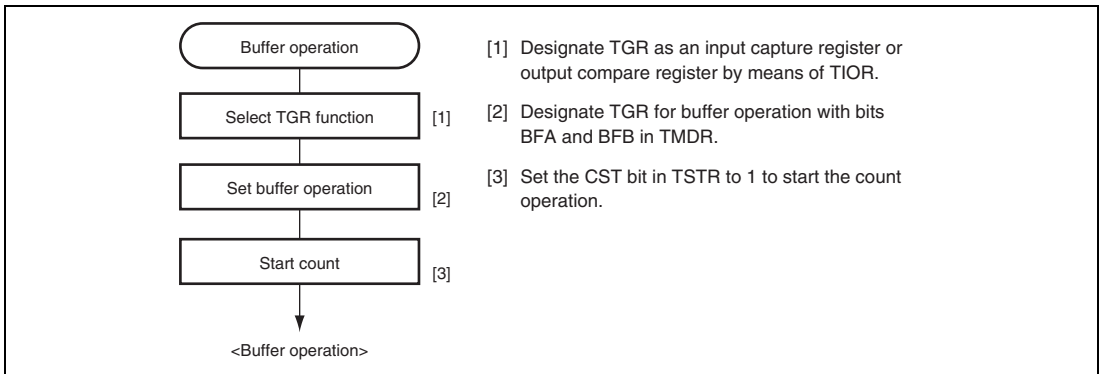 Buffer operation
Select TGR function
[1]
Set buffer operation
[2]
Start count
[3]
<Buffer operation>
[1] Designate TGR as an input capture register or
output compare register by means of TIOR.
[2] Designate TGR for buffer operation with bits
BFA and BFB in TMDR.
[3] Set the CST bit in TSTR to 1 to start the count
operation.